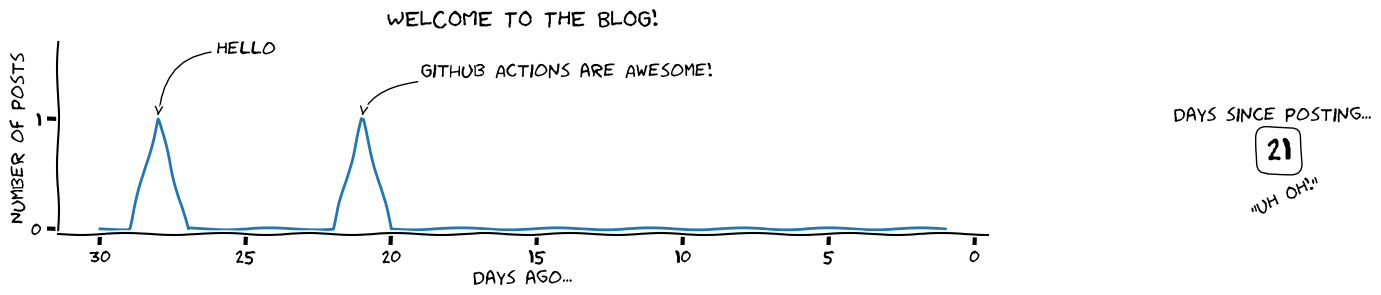 WELCOME TO THE BLOG!
HELLO
GITHUB ACTIONS ARE AWESOME!
NUMBER OF POSTS
1
0
30 25 20 15 10 5 0
DAYS AGO...
DAYS SINCE POSTING...
21
"UH OH!"